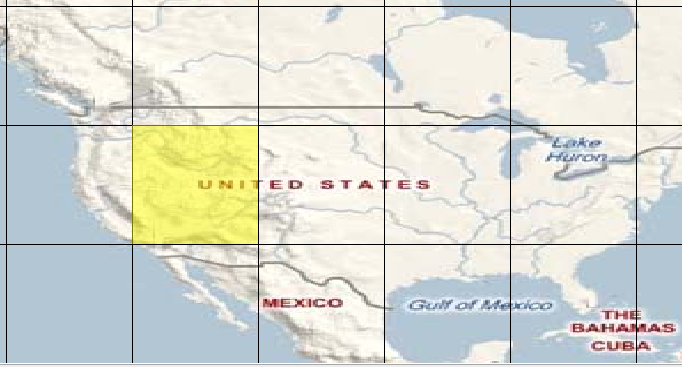 Lake
Huron
UNITED STATES
MEXICO
Gulf of Mexico
THE
BAHAMAS
CUBA